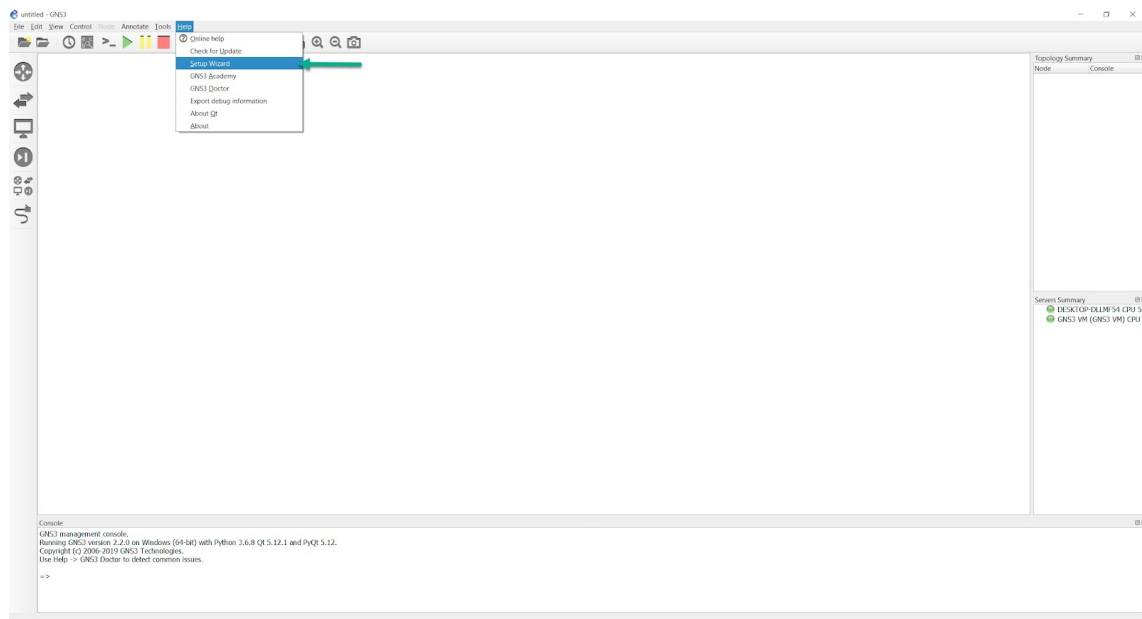 untitled - GNS3
File Edit View Control Node Annotate Tools Help
Online help
Check for Update
Setup Wizard
GNS3 Academy
GNS3 Doctor
Export debug information
About Qt
About
Topology Summary
Node Console
Servers Summary
DESKTOP-DLLMF54 CPU 5
GNS3 VM (GNS3 VM) CPU
Console
GNS3 management console.
Running GNS3 version 2.2.0 on Windows (64-bit) with Python 3.6.8 Qt 5.12.1 and PyQt 5.12.
Copyright (c) 2006-2019 GNS3 Technologies.
Use Help -> GNS3 Doctor to detect common issues.
=>